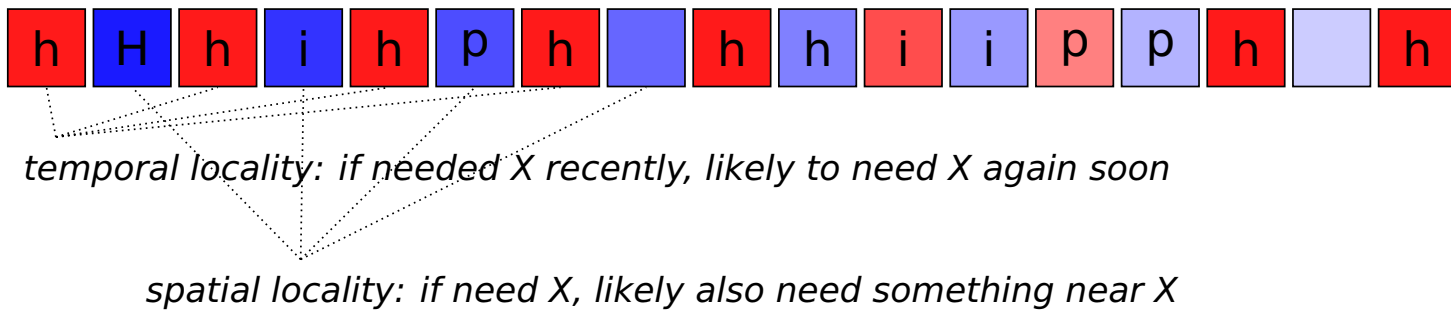 h H h i h p h h h i i p p h h
temporal locality: if needed X recently, likely to need X again soon
spatial locality: if need X, likely also need something near X